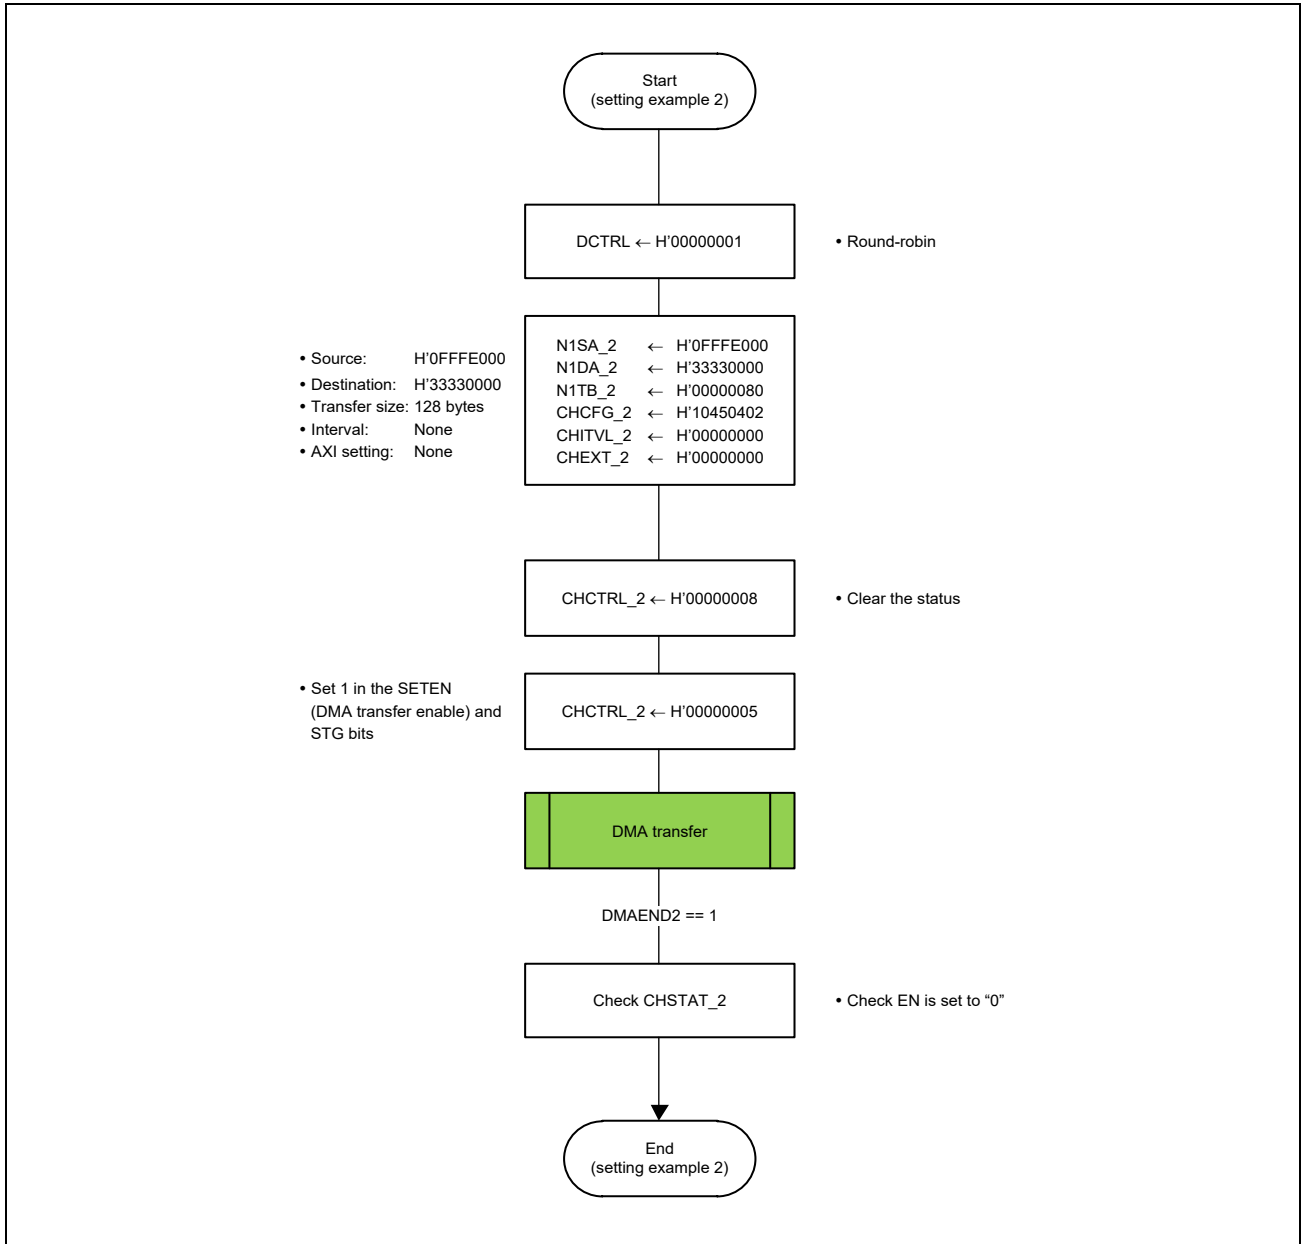 Start
(setting example 2)
DCTRL ← H'00000001
• Round-robin
• Source: H'0FFFE000
• Destination: H'33330000
• Transfer size: 128 bytes
• Interval: None
• AXI setting: None
N1SA_2 ← H'0FFFE000
N1DA_2 ← H'33330000
N1TB_2 ← H'00000080
CHCFG_2 ← H'10450402
CHITVL_2 ← H'00000000
CHEXT_2 ← H'00000000
CHCTRL_2 ← H'00000008
• Clear the status
• Set 1 in the SETEN
(DMA transfer enable) and
STG bits
CHCTRL_2 ← H'00000005
DMA transfer
DMAEND2 == 1
Check CHSTAT_2
• Check EN is set to “0”
End
(setting example 2)